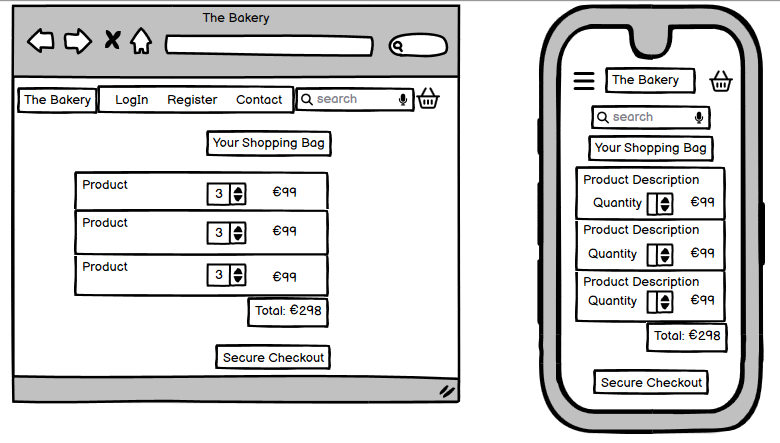 The Bakery
The Bakery LogIn Register Contact search
Your Shopping Bag
Product 3 €99
Product 3 €99
Product 3 €99
Total: €298
Secure Checkout
The Bakery
search
Your Shopping Bag
Product Description
Quantity €99
Product Description
Quantity €99
Product Description
Quantity €99
Total: €298
Secure Checkout